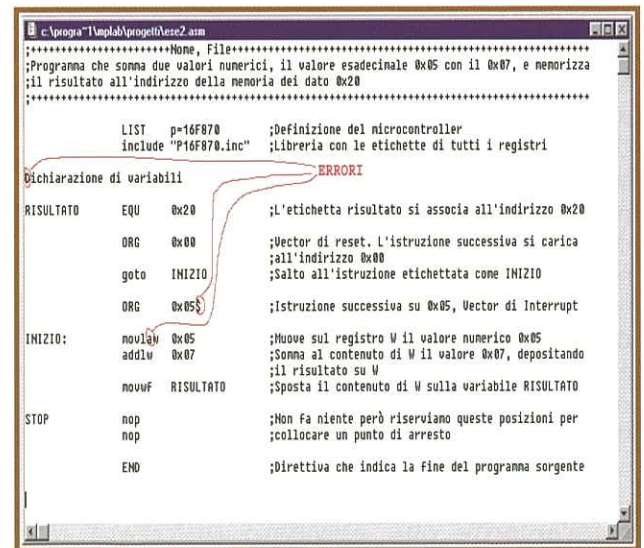 c:\progra~1\mplab\progetti\ese2.asm
;***********************Nome, File***********************************************************
;Programma che somma due valori numerici, il valore esadecimale 0x05 con il 0x07, e memorizza
;il risultato all'indirizzo della memoria dei dato 0x20
;********************************************************************************************
LIST p=16F870 ;Definizione del microcontroller
include "P16F870.inc" ;Libreria con le etichette di tutti i registri
ERRORI
Dichiarazione di variabili
RISULTATO EQU 0x20 ;L'etichetta risultato si associa all'indirizzo 0x20
ORG 0x00 ;Vector di reset. L'istruzione successiva si carica
;all'indirizzo 0x00
goto INIZIO ;Salto all'istruzione etichettata come INIZIO
ORG 0x05$ ;Istruzione successiva su 0x05, Vector di Interrupt
INIZIO: movlaw 0x05 ;Muove sul registro W il valore numerico 0x05
addlw 0x07 ;Somma al contenuto di W il valore 0x07, depositando
;il risultato su W
movwf RISULTATO ;Sposta il contenuto di W sulla variabile RISULTATO
STOP nop ;Non fa niente però riserviamo queste posizioni per
nop ;collocare un punto di arresto
END ;Direttiva che indica la fine del programma sorgente